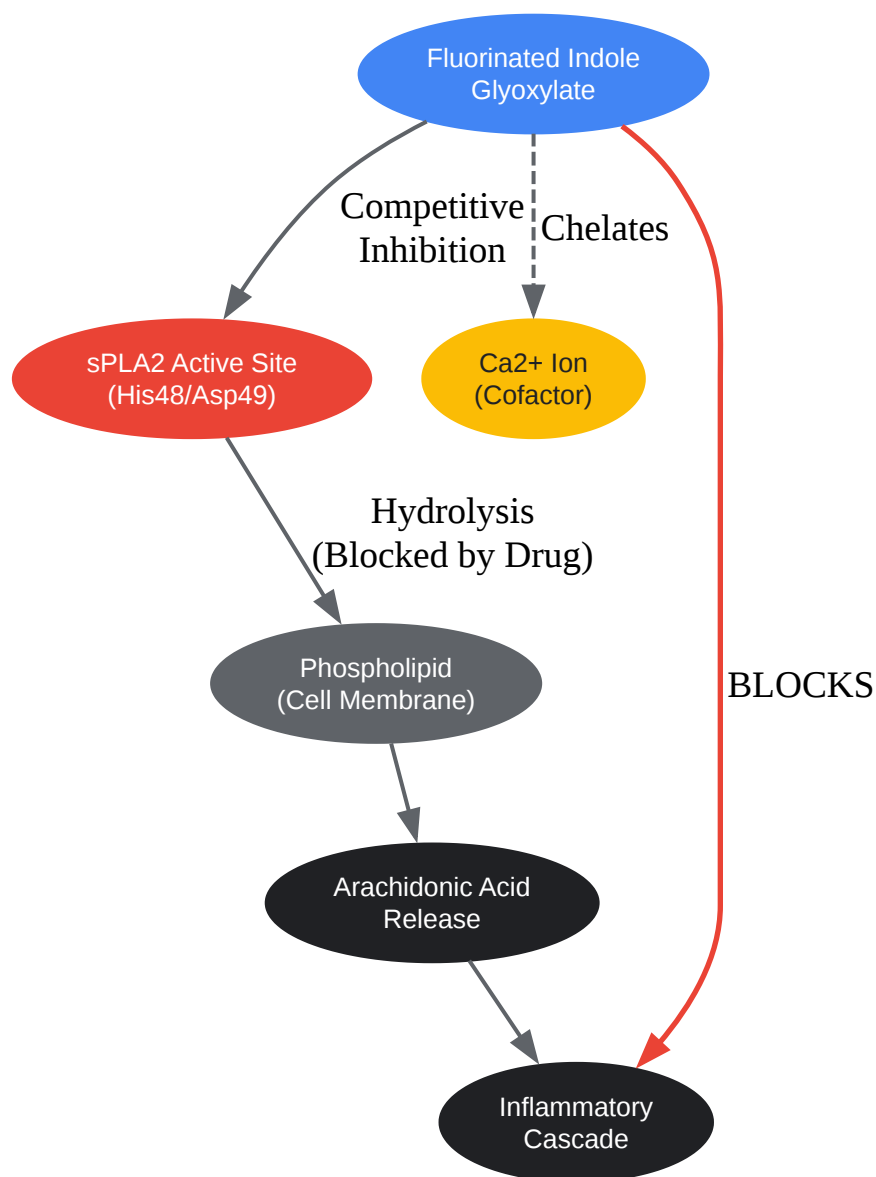 Fluorinated Indole
Glyoxylate
Competitive
Inhibition
Chelates
sPLA2 Active Site
(His48/Asp49)
Ca2+ Ion
(Cofactor)
Hydrolysis
(Blocked by Drug)
Phospholipid
(Cell Membrane)
BLOCKS
Arachidonic Acid
Release
Inflammatory
Cascade